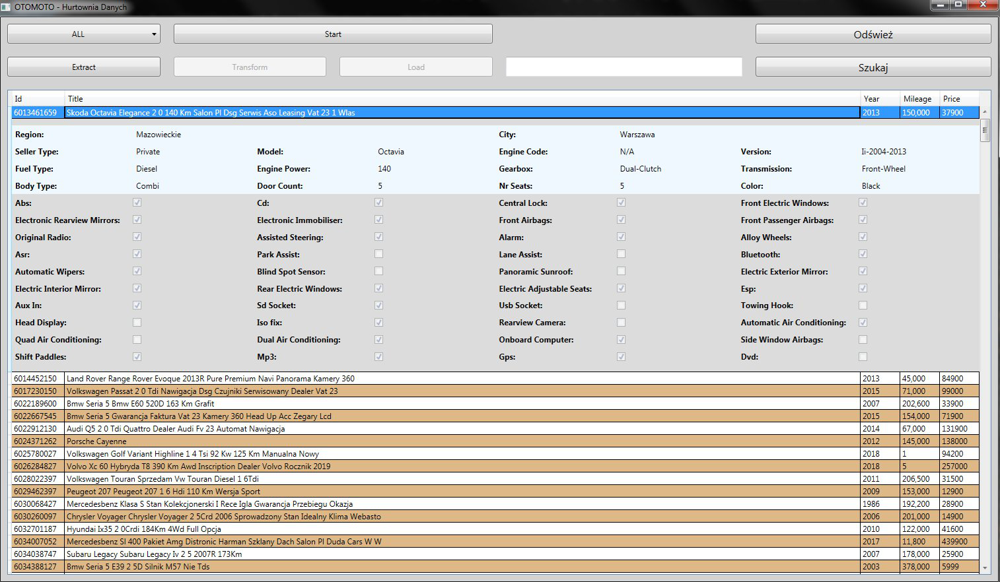 OTOMOTO - Hurtownia Danych
ALL Start Odśwież
Extract Transform Load Szukaj
Id Title Year Mileage Price
6013461659 Skoda Octavia Elegance 2 0 140 Km Salon Pl Dsg Serwis Aso Leasing Vat 23 1 Wlas 2013 150,000 37900
Region: Mazowieckie City: Warszawa
Seller Type: Private Model: Octavia Engine Code: N/A Version: Ii-2004-2013
Fuel Type: Diesel Engine Power: 140 Gearbox: Dual-Clutch Transmission: Front-Wheel
Body Type: Combi Door Count: 5 Nr Seats: 5 Color: Black
Abs: Cd: Central Lock: Front Electric Windows:
Electronic Rearview Mirrors: Electronic Immobiliser: Front Airbags: Front Passenger Airbags:
Original Radio: Assisted Steering: Alarm: Alloy Wheels:
Asr: Park Assist: Lane Assist: Bluetooth:
Automatic Wipers: Blind Spot Sensor: Panoramic Sunroof: Electric Exterior Mirror:
Electric Interior Mirror: Rear Electric Windows: Electric Adjustable Seats: Esp:
Aux In: Sd Socket: Usb Socket: Towing Hook:
Head Display: Iso fix: Rearview Camera: Automatic Air Conditioning:
Quad Air Conditioning: Dual Air Conditioning: Onboard Computer: Side Window Airbags:
Shift Paddles: Mp3: Gps: Dvd:
6014452150 Land Rover Range Rover Evoque 2013R Pure Premium Navi Panorama Kamery 360 2013 45,000 84900
6017230150 Volkswagen Passat 2 0 Tdi Nawigacja Dsg Czujniki Serwisowany Dealer Vat 23 2015 71,000 99000
6022189600 Bmw Seria 5 Bmw E60 520D 163 Km Grafit 2007 202,600 33900
6022667545 Bmw Seria 5 Gwarancja Faktura Vat 23 Kamery 360 Head Up Acc Zegary Lcd 2015 154,000 71900
6022912130 Audi Q5 2 0 Tdi Quattro Dealer Audi Fv 23 Automat Nawigacja 2014 67,000 131900
6024371262 Porsche Cayenne 2012 145,000 138000
6025780027 Volkswagen Golf Variant Highline 1 4 Tsi 92 Kw 125 Km Manualna Nowy 2018 1 94200
6026284827 Volvo Xc 60 Hybryda T8 390 Km Awd Inscription Dealer Volvo Rocznik 2019 2018 5 257000
6028022397 Volkswagen Touran Sprzedam Vw Touran Diesel 1 6Tdi 2011 206,500 31500
6029462397 Peugeot 207 Peugeot 207 1 6 Hdi 110 Km Wersja Sport 2009 153,000 12900
6030068427 Mercedesbenz Klasa S Stan Kolekcjonerski I Rece Igla Gwarancja Przebiegu Okazja 1986 192,200 28900
6030260097 Chrysler Voyager Chrysler Voyager 2 5Crd 2006 Sprowadzony Stan Idealny Klima Webasto 2006 201,000 14900
6032701187 Hyundai Ix35 2 0Crdi 184Km 4Wd Full Opcja 2010 122,000 41600
6034007052 Mercedesbenz Sl 400 Pakiet Amg Distronic Harman Szklany Dach Salon Pl Duda Cars W W 2017 11,800 439900
6034038747 Subaru Legacy Subaru Legacy Iv 2 5 2007R 173Km 2007 178,000 25900
6034388127 Bmw Seria 5 E39 2 5D Silnik M57 Nie Tds 2003 378,000 5999